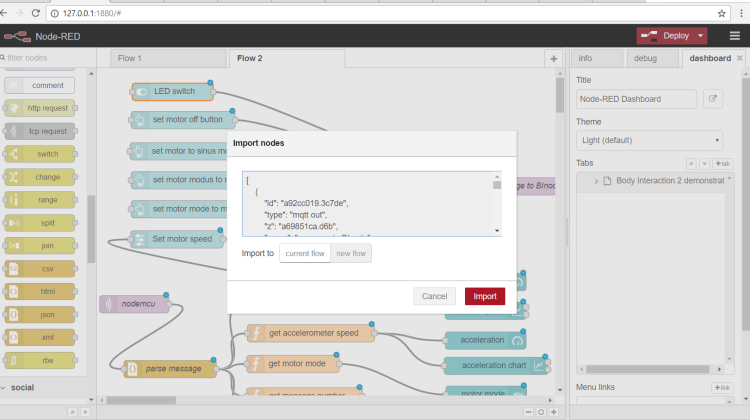 127.0.0.1:1880/#
Node-RED
Deploy
filter nodes
Flow 1
Flow 2
info
debug
dashboard
comment
http request
tcp request
switch
change
range
split
join
csv
html
json
xml
rbe
social
LED switch
set motor off button
set motor to sinus m
set motor modus to r
set motor mode to m
Set motor speed
nodemcu
parse message
get accelerometer speed
get motor mode
get message number
acceleration
acceleration chart
motor mode
Import nodes
[
{
"id": "a92cc019.3c7de",
"type": "mqtt out",
"z": "a69851ca.d6b",
Import to
current flow
new flow
Cancel
Import
Title
Node-RED Dashboard
Theme
Light (default)
Tabs
+tab
Body Interaction 2 demonstrat
Menu links
+link